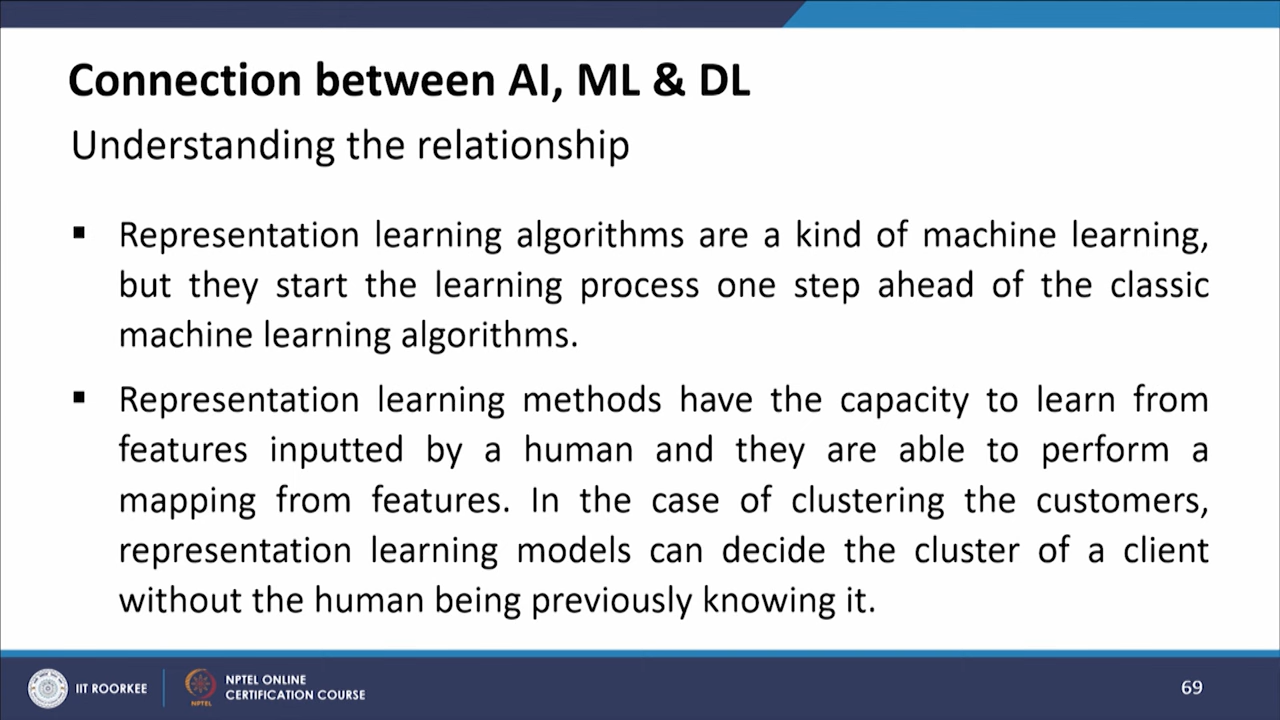 Connection between AI, ML & DL
Understanding the relationship
▪ Representation learning algorithms are a kind of machine learning,
but they start the learning process one step ahead of the classic
machine learning algorithms.
▪ Representation learning methods have the capacity to learn from
features inputted by a human and they are able to perform a
mapping from features. In the case of clustering the customers,
representation learning models can decide the cluster of a client
without the human being previously knowing it.
IIT ROORKEE
NPTEL
NPTEL ONLINE
CERTIFICATION COURSE
69